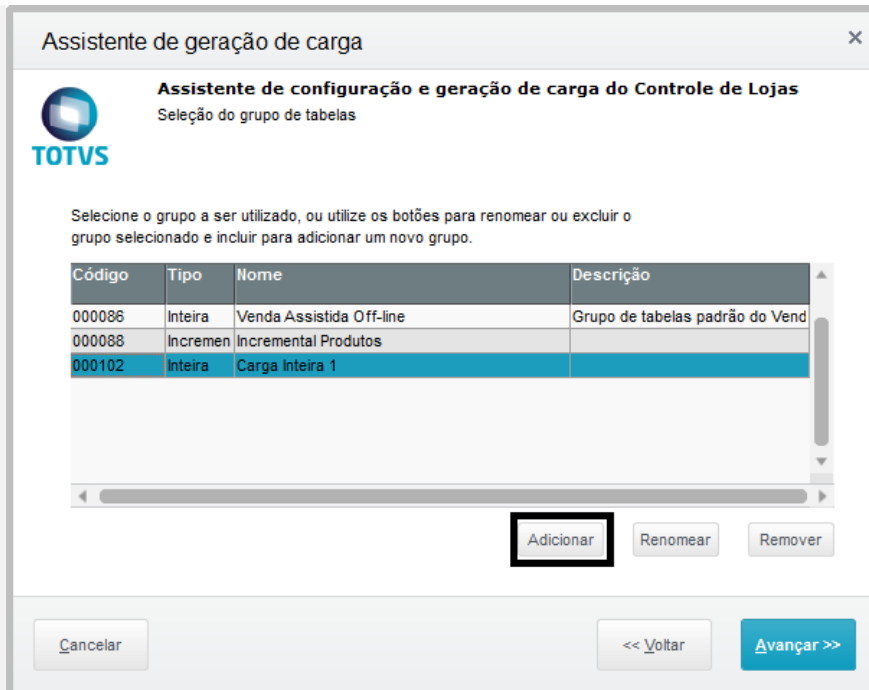 Assistente de geração de carga
×
Assistente de configuração e geração de carga do Controle de Lojas
Seleção do grupo de tabelas
TOTVS
Selecione o grupo a ser utilizado, ou utilize os botões para renomear ou excluir o
grupo selecionado e incluir para adicionar um novo grupo.
Código Tipo Nome Descrição
000086 Inteira Venda Assistida Off-line Grupo de tabelas padrão do Vend
000088 Incremen Incremental Produtos
000102 Inteira Carga Inteira 1
Adicionar Renomear Remover
Cancelar << Voltar Avançar >>